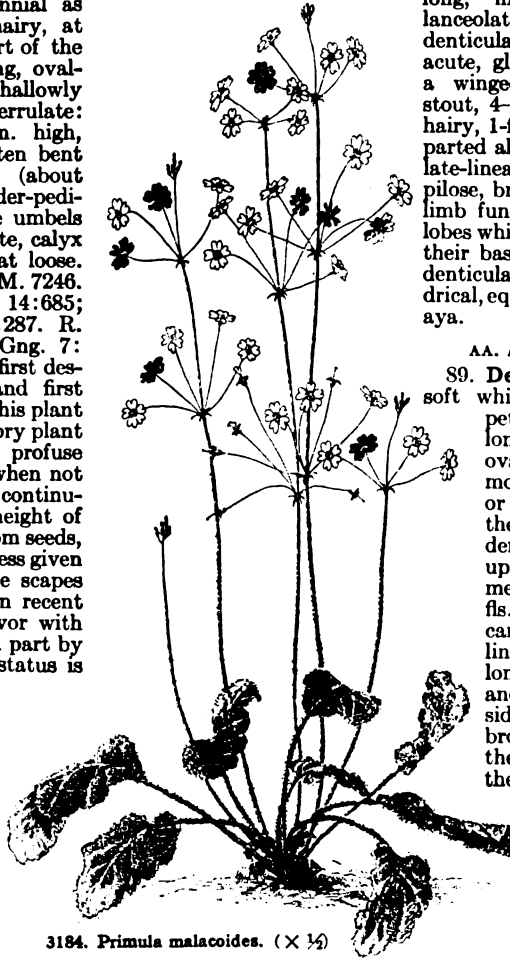 nnial as
hairy, at
rt of the
ng, oval-
hallowly
errulate:
n. high,
ten bent
(about
der-pedi-
e umbels
te, calyx
at loose.
M. 7246.
14:685;
287. R.
Gng. 7:
first des-
and first
his plant
ory plant
profuse
when not
continu-
height of
om seeds,
ess given
e scapes
n recent
vor with
part by
status is
long,
lanceolat
denticula
acute, gl
a winge
stout, 4–
hairy, 1-f
parted al
late-linea
pilose, br
limb fun
lobes whi
their bas
denticula
drical, eq
aya.
AA.
89. De
soft whi
pet
lon
ova
mo
or
the
der
up
me
fls.
car
lin
lon
and
sid
bro
the
the
3184. Primula malacoides. (× ½)